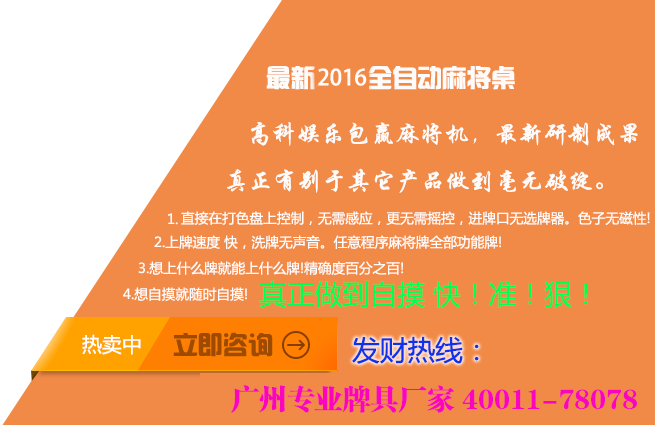 最新2016全自动麻将桌
高科娱乐包赢麻将机，最新研制成果
真正有别于其它产品做到毫无破绽。
1.直接在打色盘上控制，无需感应，更无需摇控，进牌口无选牌器。色子无磁性!
2.上牌速度 快，洗牌无声音。任意程序麻将牌全部功能牌!
3.想上什么牌就能上什么牌!精确度百分之百!
4.想自摸就随时自摸! 真正做到自摸 快！准！狠！
热卖中 立即咨询
发财热线：
广州专业牌具厂家 40011-78078